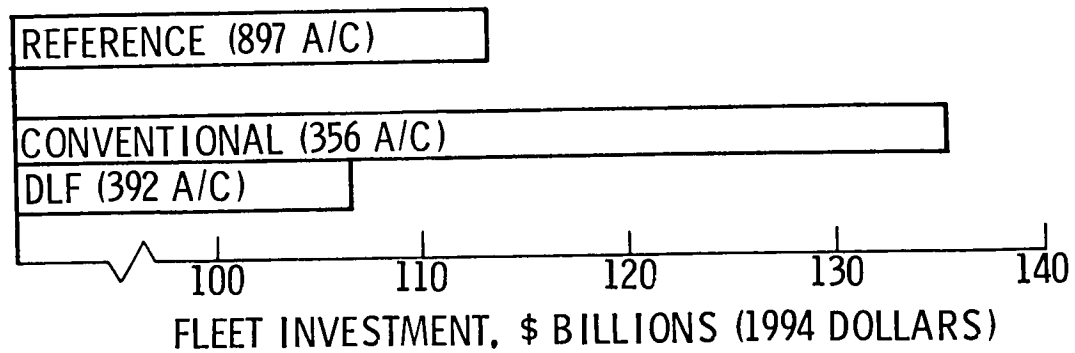 REFERENCE (897 A/C)
CONVENTIONAL (356 A/C)
DLF (392 A/C)
100 110 120 130 140
FLEET INVESTMENT, $ BILLIONS (1994 DOLLARS)